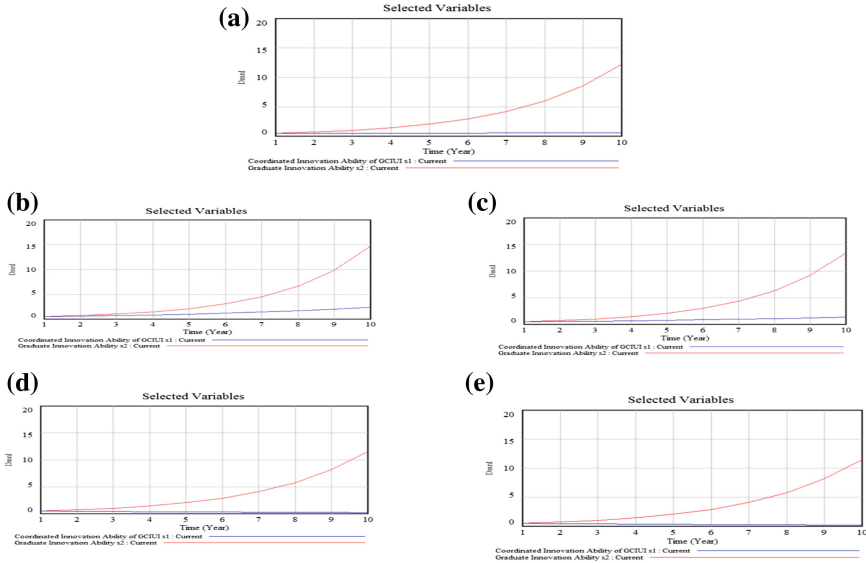 (a)
Selected Variables
20
15
10
5
0
Dmnl
1 2 3 4 5 6 7 8 9 10
Time (Year)
Coordinated Innovation Ability of GCIUI x1 : Current
Graduate Innovation Ability x2 : Current
(b)
Selected Variables
20
15
10
5
0
Dmnl
1 2 3 4 5 6 7 8 9 10
Time (Year)
Coordinated Innovation Ability of GCIUI x1 : Current
Graduate Innovation Ability x2 : Current
(c)
Selected Variables
20
15
10
5
0
Dmnl
1 2 3 4 5 6 7 8 9 10
Time (Year)
Coordinated Innovation Ability of GCIUI x1 : Current
Graduate Innovation Ability x2 : Current
(d)
Selected Variables
20
15
10
5
0
Dmnl
1 2 3 4 5 6 7 8 9 10
Time (Year)
Coordinated Innovation Ability of GCIUI x1 : Current
Graduate Innovation Ability x2 : Current
(e)
Selected Variables
20
15
10
5
0
Dmnl
1 2 3 4 5 6 7 8 9 10
Time (Year)
Coordinated Innovation Ability of GCIUI x1 : Current
Graduate Innovation Ability x2 : Current